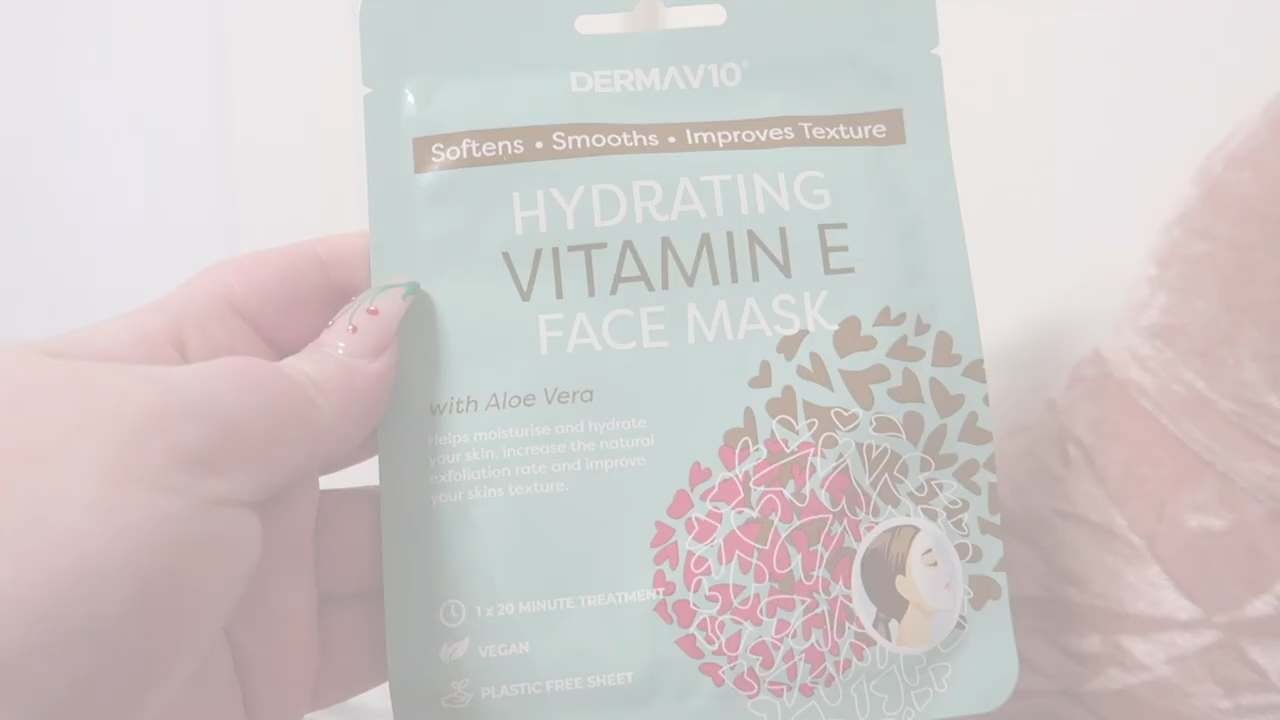 DERMAV10
Softens • Smooths • Improves Texture
HYDRATING
VITAMIN E
FACE MASK
with Aloe Vera
Helps moisturise and hydrate
your skin, increase the natural
exfoliation rate and improve
your skins texture.
1 x 20 MINUTE TREATMENT
VEGAN
PLASTIC FREE SHEET